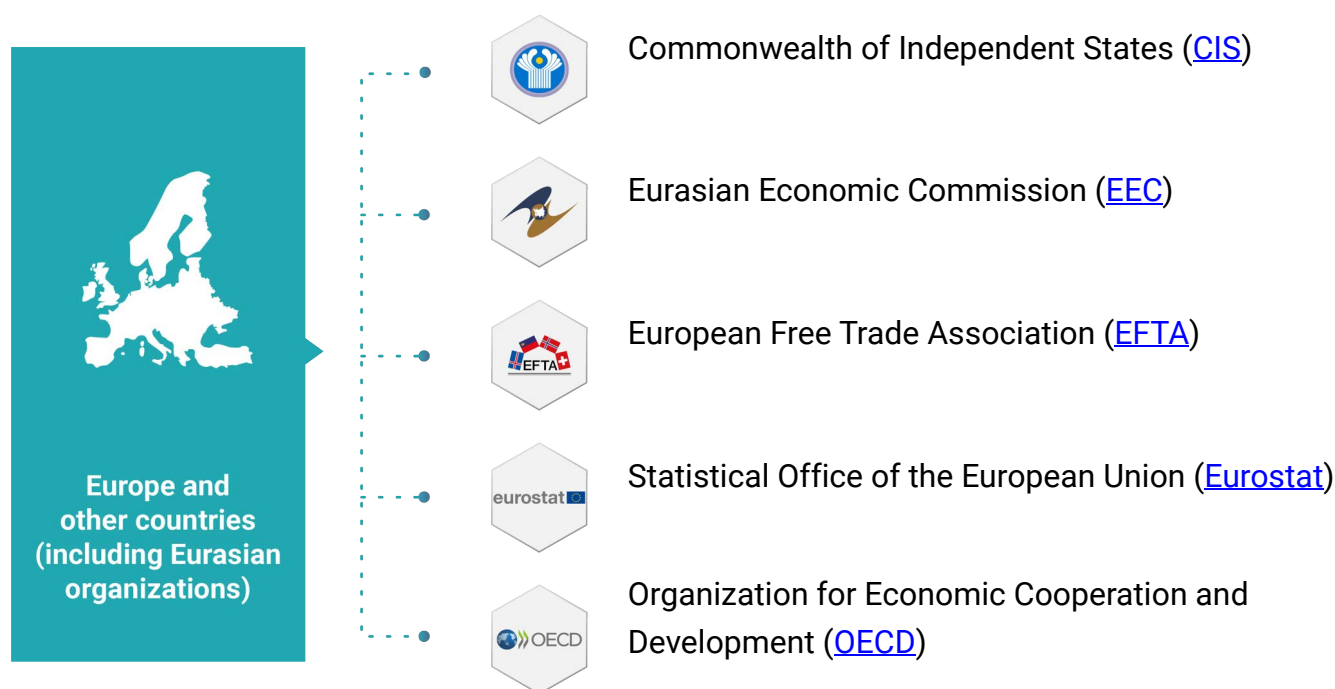 Commonwealth of Independent States (CIS)
Eurasian Economic Commission (EEC)
European Free Trade Association (EFTA)
EFTA
Statistical Office of the European Union (Eurostat)
eurostat
Organization for Economic Cooperation and
Development (OECD)
OECD
Europe and
other countries
(including Eurasian
organizations)